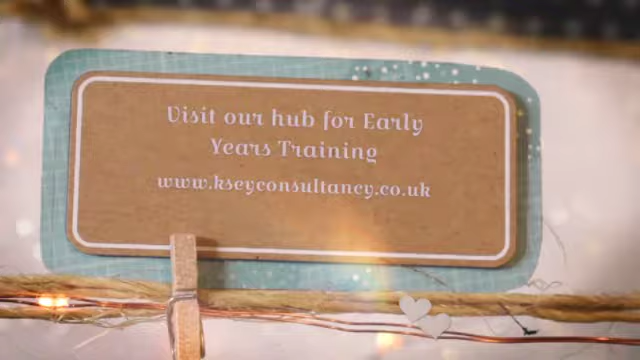 Visit our hub for Early
Years Training
www.kseyconsultancy.co.uk